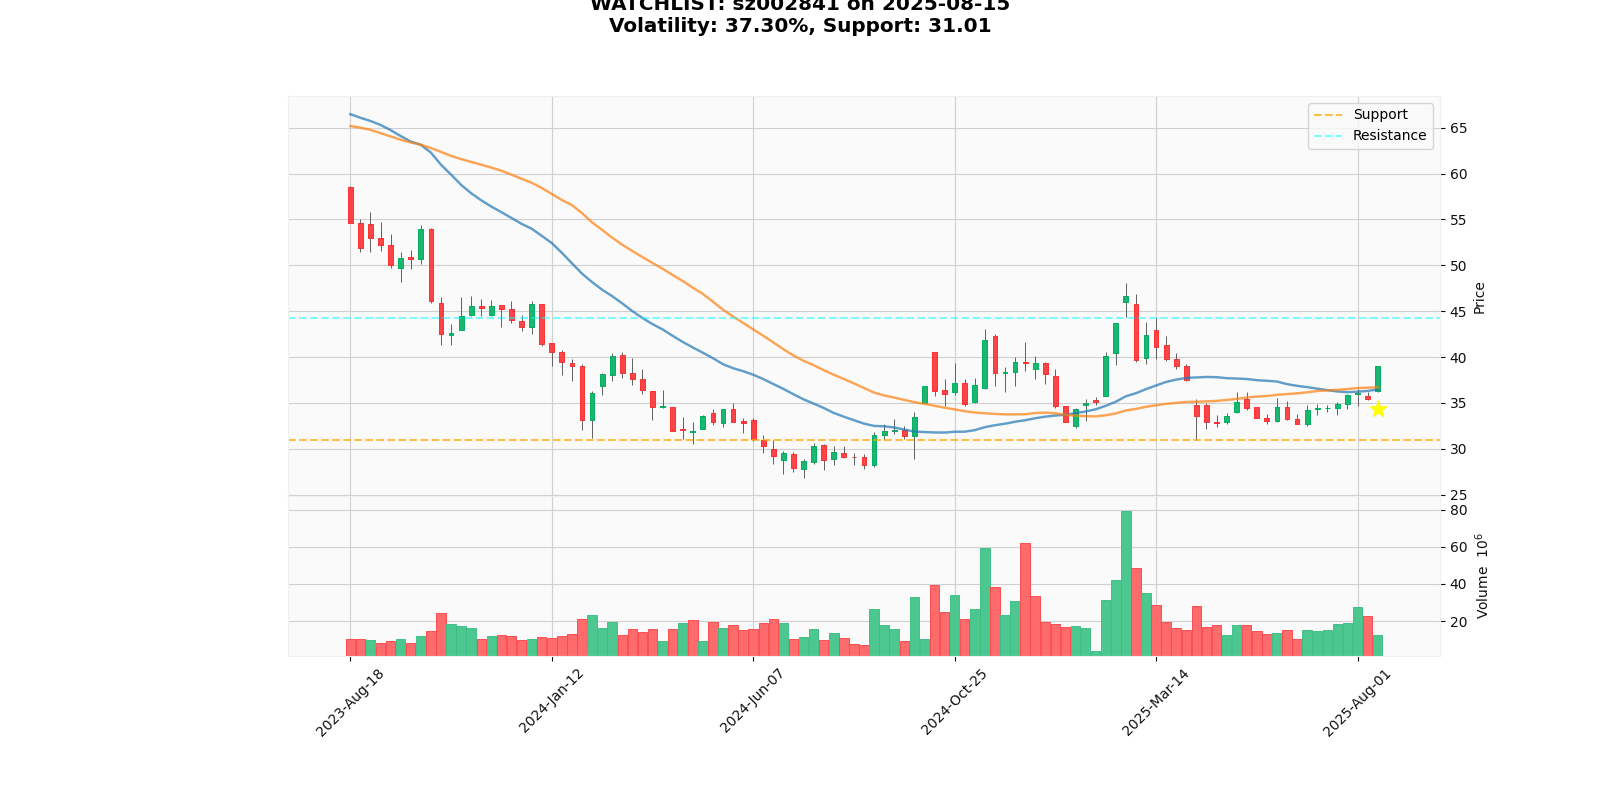 WATCHLIST: sz002841 on 2025-08-15
Volatility: 37.30%, Support: 31.01
Support
Resistance
65
60
55
50
45
40
35
30
25
Price
80
60
40
20
Volume 10^6
2023-Aug-18
2024-Jan-12
2024-Jun-07
2024-Oct-25
2025-Mar-14
2025-Aug-01